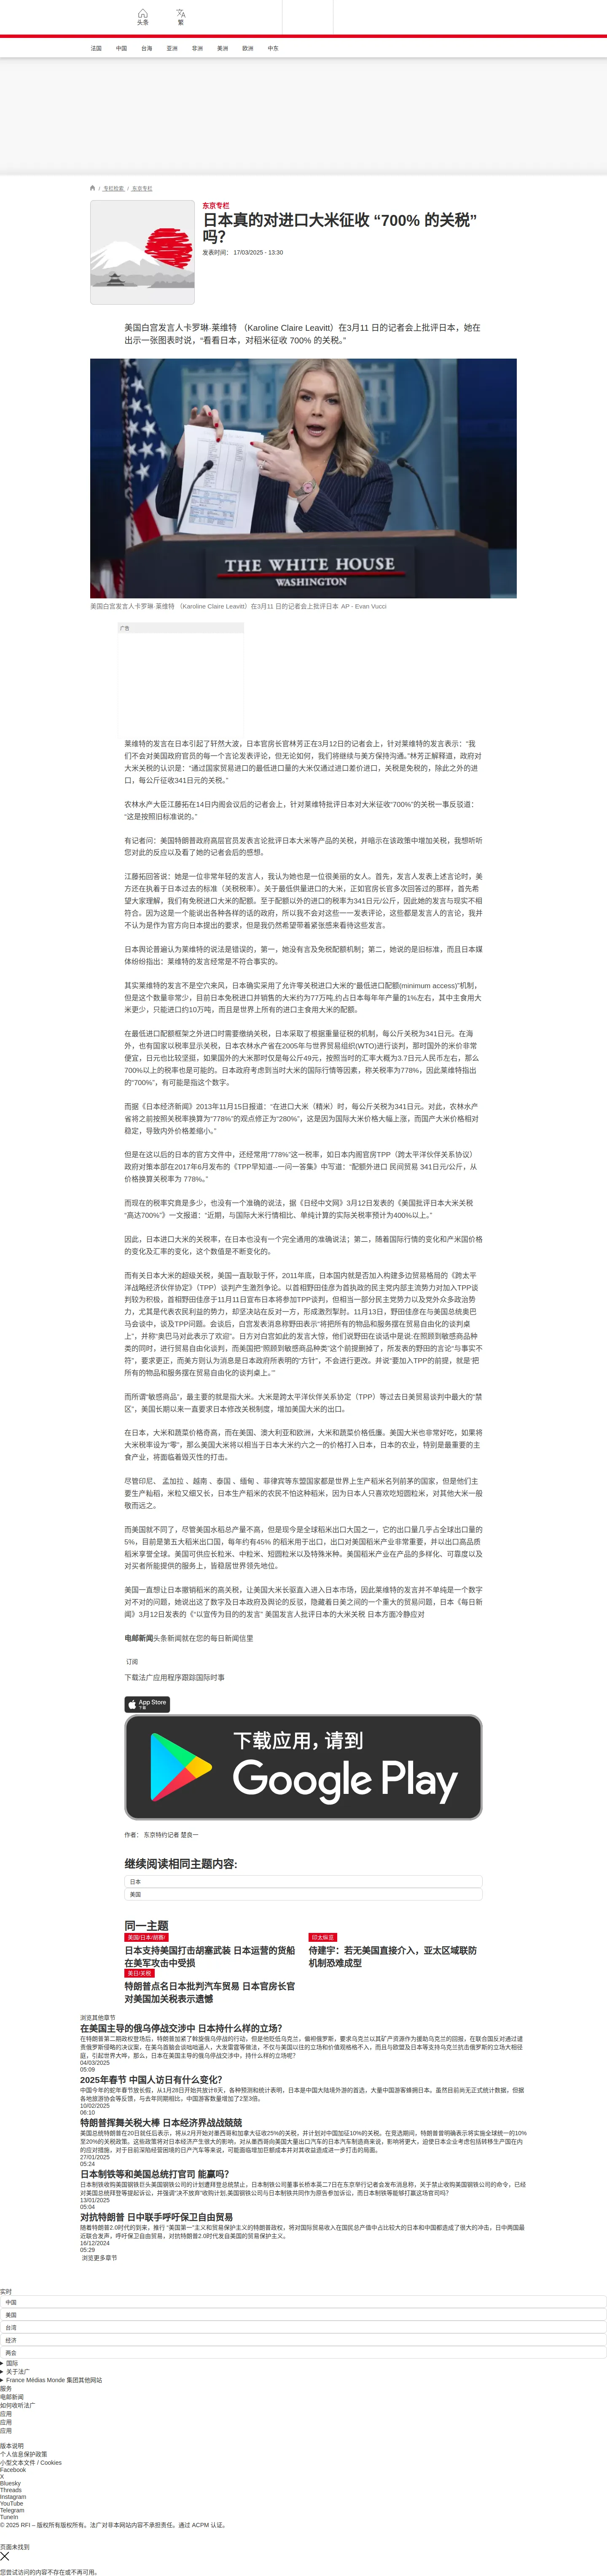 头条
繁
法国 中国 台海 亚洲 非洲 美洲 欧洲 中东
/ 专栏检索 / 东京专栏
东京专栏
日本真的对进口大米征收 “700% 的关税”
吗?
发表时间： 17/03/2025 - 13:30
美国白宫发言人卡罗琳·莱维特 （Karoline Claire Leavitt）在3月11 日的记者会上批评日本，她在
出示一张图表时说，“看看日本，对稻米征收 700% 的关税。”
THE WHITE HOUSE
WASHINGTON
美国白宫发言人卡罗琳·莱维特 （Karoline Claire Leavitt）在3月11 日的记者会上批评日本 AP - Evan Vucci
广告
莱维特的发言在日本引起了轩然大波，日本官房长官林芳正在3月12日的记者会上，针对莱维特的发言表示：“我
们不会对美国政府官员的每一个言论发表评论，但无论如何，我们将继续与美方保持沟通。”林芳正解释道，政府对
大米关税的认识是：“通过国家贸易进口的最低进口量的大米仅通过进口差价进口，关税是免税的，除此之外的进
口，每公斤征收341日元的关税。”
农林水产大臣江藤拓在14日内阁会议后的记者会上，针对莱维特批评日本对大米征收“700%”的关税一事反驳道：
“这是按照旧标准说的。”
有记者问：美国特朗普政府高层官员发表言论批评日本大米等产品的关税，并暗示在该政策中增加关税，我想听听
您对此的反应以及看了她的记者会后的感想。
江藤拓回答说：她是一位非常年轻的发言人，我认为她也是一位很美丽的女人。首先，发言人发表上述言论时，美
方还在执着于日本过去的标准（关税税率）。关于最低供量进口的大米，正如官房长官多次回答过的那样，首先希
望大家理解，我们有免税进口大米的配额。至于配额以外的进口的税率为341日元/公斤，因此她的发言与现实不相
符合。因为这是一个能说出各种各样的话的政府，所以我不会对这些一一发表评论，这些都是发言人的言论，我并
不认为是作为官方向日本提出的要求，但是我仍然希望带着紧张感来看待这些发言。
日本舆论普遍认为莱维特的说法是错误的，第一，她没有言及免税配额机制；第二，她说的是旧标准，而且日本媒
体纷纷指出：莱维特的发言经常是不符合事实的。
其实莱维特的发言不是空穴来风，日本确实采用了允许零关税进口大米的“最低进口配额(minimum access)”机制，
但是这个数量非常少，目前日本免税进口并销售的大米约为77万吨,约占日本每年年产量的1%左右，其中主食用大
米更少，只能进口约10万吨，而且是世界上所有的进口主食用大米的配额。
在最低进口配额框架之外进口时需要缴纳关税，日本采取了根据重量征税的机制，每公斤关税为341日元。在海
外，也有国家以税率显示关税，日本农林水产省在2005年与世界贸易组织(WTO)进行谈判，那时国外的米价非常
便宜，日元也比较坚挺，如果国外的大米那时仅是每公斤49元，按照当时的汇率大概为3.7日元人民币左右，那么
700%以上的税率也是可能的。日本政府考虑到当时大米的国际行情等因素，称关税率为778%，因此莱维特指出
的“700%”，有可能是指这个数字。
而据《日本经济新闻》2013年11月15日报道：“在进口大米（精米）时，每公斤关税为341日元。对此，农林水产
省将之前按照关税率换算为“778%”的观点修正为“280%”，这是因为国际大米价格大幅上涨，而国产大米价格相对
稳定，导致内外价格差缩小。”
但是在这以后的日本的官方文件中，还经常用“778%”这一税率，如日本内阁官房TPP（跨太平洋伙伴关系协议）
政府对策本部在2017年6月发布的《TPP早知道--一问一答集》中写道：“配额外进口 民间贸易 341日元/公斤，从
价格换算关税率为 778%。”
而现在的税率究竟是多少，也没有一个准确的说法，据《日经中文网》3月12日发表的《美国批评日本大米关税
“高达700%”》一文报道：“近期，与国际大米行情相比、单纯计算的实际关税率预计为400%以上。”
因此，日本进口大米的关税率，在日本也没有一个完全通用的准确说法；第二，随着国际行情的变化和产米国价格
的变化及汇率的变化，这个数值是不断变化的。
而有关日本大米的超级关税，美国一直耿耿于怀，2011年底，日本国内就是否加入构建多边贸易格局的《跨太平
洋战略经济伙伴协定》（TPP）谈判产生激烈争论。以首相野田佳彦为首执政的民主党内部主流势力对加入TPP谈
判较为积极，首相野田佳彦于11月11日宣布日本将参加TPP谈判，但相当一部分民主党势力以及党外众多政治势
力，尤其是代表农民利益的势力，却坚决站在反对一方，形成激烈掣肘。11月13日，野田佳彦在与美国总统奥巴
马会谈中，谈及TPP问题。会谈后，白宫发表消息称野田表示“将把所有的物品和服务摆在贸易自由化的谈判桌
上”，并称“奥巴马对此表示了欢迎”。日方对白宫如此的发言大惊，他们说野田在谈话中是说:在照顾到敏感商品种
类的同时，进行贸易自由化谈判，而美国把“照顾到敏感商品种类”这个前提删掉了，所发表的野田的言论“与事实不
符”，要求更正，而美方则认为消息是日本政府所表明的“方针”，不会进行更改。并说“要加入TPP的前提，就是‘把
所有的物品和服务摆在贸易自由化的谈判桌上。’”
而所谓“敏感商品”，最主要的就是指大米。大米是跨太平洋伙伴关系协定（TPP）等过去日美贸易谈判中最大的“禁
区”，美国长期以来一直要求日本修改关税制度，增加美国大米的出口。
在日本，大米和蔬菜价格奇高，而在美国、澳大利亚和欧洲，大米和蔬菜价格低廉。美国大米也非常好吃，如果将
大米税率设为“零”，那么美国大米将以相当于日本大米约六之一的价格打入日本，日本的农业，特别是最重要的主
食产业，将面临着毁灭性的打击。
尽管印尼、 孟加拉 、越南 、泰国 、缅甸 、菲律宾等东盟国家都是世界上生产稻米名列前茅的国家，但是他们主
要生产籼稻，米粒又细又长，日本生产稻米的农民不怕这种稻米，因为日本人只喜欢吃短圆粒米，对其他大米一般
敬而远之。
而美国就不同了，尽管美国水稻总产量不高，但是现今是全球稻米出口大国之一，它的出口量几乎占全球出口量的
5%，目前是第五大稻米出口国，每年约有45% 的稻米用于出口，出口对美国稻米产业非常重要，并以出口高品质
稻米享誉全球。美国可供应长粒米、中粒米、短圆粒米以及特殊米种。美国稻米产业在产品的多样化、可靠度以及
对买者所能提供的服务上，皆稳居世界领先地位。
美国一直想让日本撤销稻米的高关税，让美国大米长驱直入进入日本市场，因此莱维特的发言并不单纯是一个数字
对不对的问题，她说出这了数字及日本政府及舆论的反驳，隐藏着日美之间的一个重大的贸易问题，日本《每日新
闻》3月12日发表的《“以宣传为目的的发言” 美国发言人批评日本的大米关税 日本方面冷静应对
电邮新闻头条新闻就在您的每日新闻信里
订阅
下载法广应用程序跟踪国际时事
App Store
下载
下载应用，请到
Google Play
作者： 东京特约记者 楚良一
继续阅读相同主题内容:
日本
美国
同一主题
美国/日本/胡赛/
日本支持美国打击胡塞武装 日本运营的货船
在美军攻击中受损
印太纵览
侍建宇：若无美国直接介入，亚太区域联防
机制恐难成型
美日/关税
特朗普点名日本批判汽车贸易 日本官房长官
对美国加关税表示遗憾
浏览其他章节
在美国主导的俄乌停战交涉中 日本持什么样的立场?
在特朗普第二期政权登场后，特朗普加紧了斡旋俄乌停战的行动，但是他贬低乌克兰，偏袒俄罗斯，要求乌克兰以其矿产资源作为援助乌克兰的回报，在联合国反对通过谴
责俄罗斯侵略的决议案，在美乌首脑会谈咄咄逼人，大发雷霆等做法，不仅与美国以往的立场和价值观格格不入，而且与欧盟及日本等支持乌克兰抗击俄罗斯的立场大相径
庭，引起世界大哗。那么，日本在美国主导的俄乌停战交涉中，持什么样的立场呢?
04/03/2025
05:09
2025年春节 中国人访日有什么变化?
中国今年的蛇年春节放长假，从1月28日开始共放计8天，各种预测和统计表明，日本是中国大陆境外游的首选，大量中国游客蜂拥日本。虽然目前尚无正式统计数据，但据
各地旅游协会等反馈，与去年同期相比，中国游客数量增加了2至3倍。
10/02/2025
06:10
特朗普挥舞关税大棒 日本经济界战战兢兢
美国总统特朗普在20日就任后表示，将从2月开始对墨西哥和加拿大征收25%的关税，并计划对中国加征10%的关税。在竞选期间，特朗普曾明确表示将实施全球统一的10%
至20%的关税政策。这些政策将对日本经济产生很大的影响，对从墨西哥向美国大量出口汽车的日本汽车制造商来说，影响将更大，迫使日本企业考虑包括转移生产国在内
的应对措施，对于目前深陷经营困境的日产汽车等来说，可能面临增加巨额成本并对其收益造成进一步打击的局面。
27/01/2025
05:24
日本制铁等和美国总统打官司 能赢吗?
日本制铁收购美国钢铁巨头美国钢铁公司的计划遭拜登总统禁止，日本制铁公司董事长桥本英二7日在东京举行记者会发布消息称，关于禁止收购美国钢铁公司的命令，已经
对美国总统拜登等提起诉讼，并强调“决不放弃”收购计划,美国钢铁公司与日本制铁共同作为原告参加诉讼。而日本制铁等能够打赢这场官司吗?
13/01/2025
05:04
对抗特朗普 日中联手呼吁保卫自由贸易
随着特朗普2.0时代的到来，推行 “美国第一”主义和贸易保护主义的特朗普政权，将对国际贸易收入在国民总产值中占比较大的日本和中国都造成了很大的冲击，日中两国最
近联合发声，呼吁保卫自由贸易，对抗特朗普2.0时代发自美国的贸易保护主义。
16/12/2024
05:29
浏览更多章节
实时
中国
美国
台湾
经济
两会
国际
关于法广
France Médias Monde 集团其他网站
服务
电邮新闻
如何收听法广
应用
应用
应用
版本说明
个人信息保护政策
小型文本文件 / Cookies
Facebook
X
Bluesky
Threads
Instagram
YouTube
Telegram
TuneIn
© 2025 RFI – 版权所有版权所有。法广对非本网站内容不承担责任。通过 ACPM 认证。
页面未找到
您尝试访问的内容不存在或不再可用。